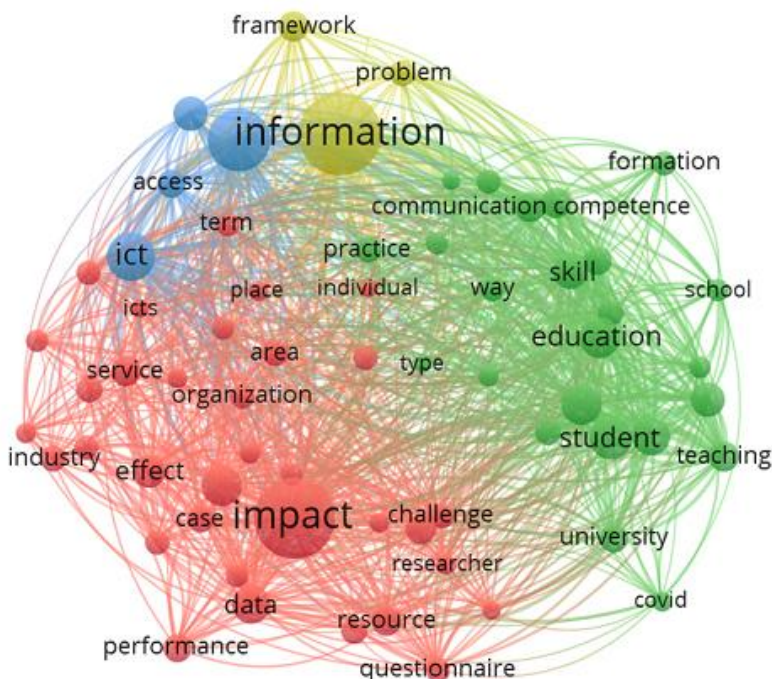 framework
problem
information
formation
access
communication
competence
term
practice
skill
ict
place
individual
way
school
icts
education
area
type
service
organization
student
industry
effect
teaching
impact
case
challenge
university
researcher
data
resource
covid
performance
questionnaire